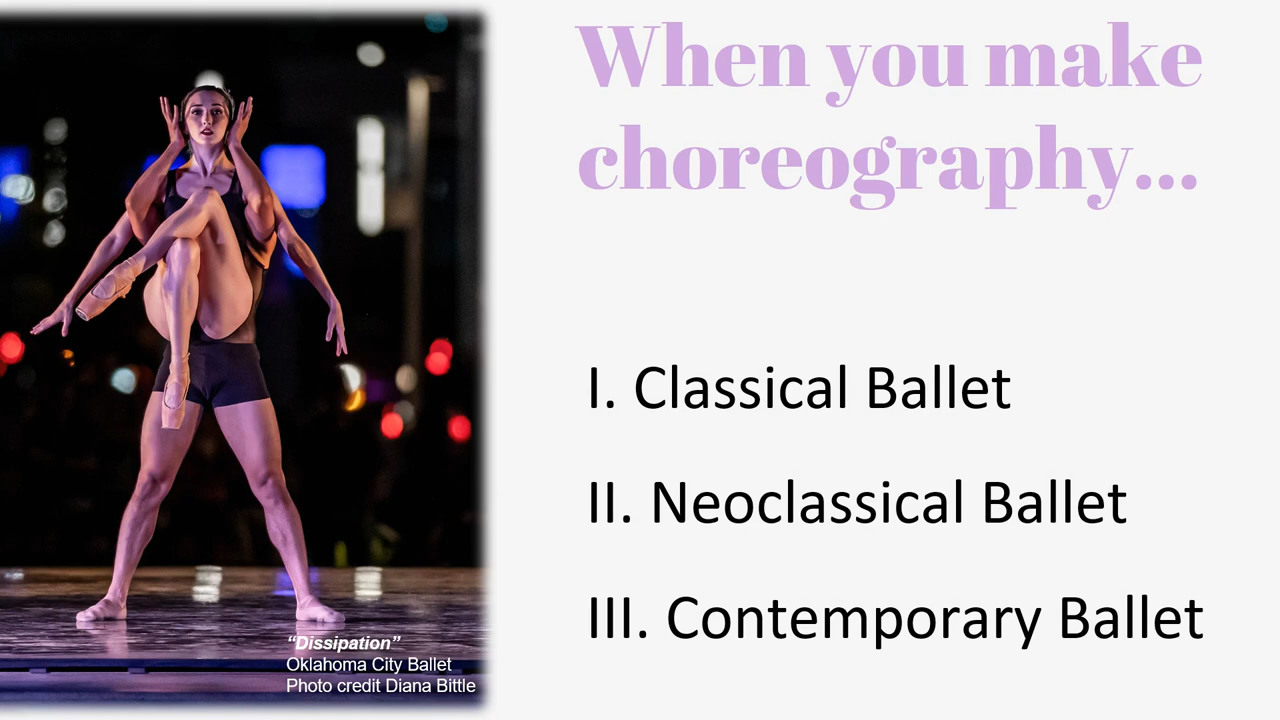 When you make
choreography...
I. Classical Ballet
II. Neoclassical Ballet
III. Contemporary Ballet
“Dissipation”
Oklahoma City Ballet
Photo credit Diana Bittle